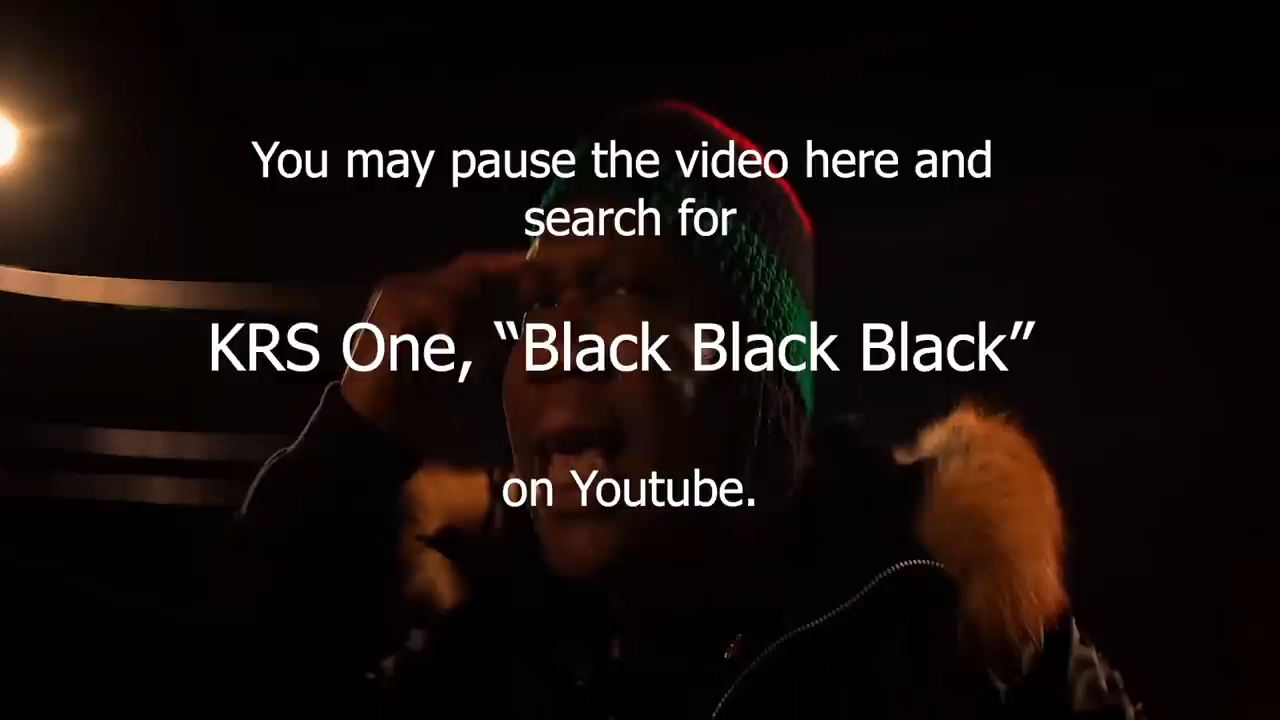 You may pause the video here and
search for
KRS One, “Black Black Black”
on Youtube.